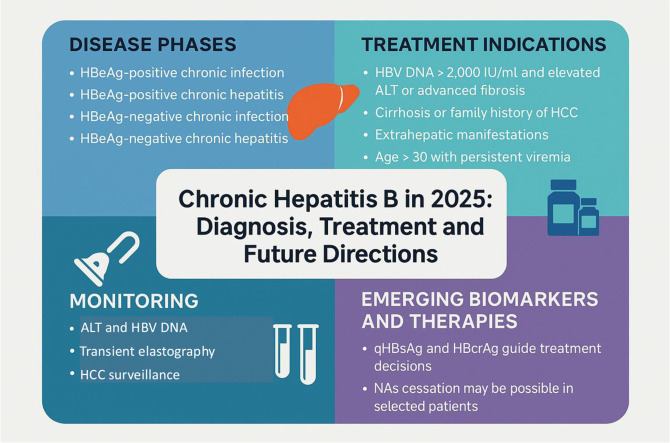 DISEASE PHASES
• HBeAg-positive chronic infection
• HBeAg-positive chronic hepatitis
• HBeAg-negative chronic infection
• HBeAg-negative chronic hepatitis
TREATMENT INDICATIONS
• HBV DNA > 2,000 IU/ml and elevated
ALT or advanced fibrosis
• Cirrhosis or family history of HCC
• Extrahepatic manifestations
• Age > 30 with persistent viremia
Chronic Hepatitis B in 2025:
Diagnosis, Treatment and
Future Directions
MONITORING
• ALT and HBV DNA
• Transient elastography
• HCC surveillance
EMERGING BIOMARKERS
AND THERAPIES
• qHBsAg and HBcrAg guide treatment
decisions
• NAs cessation may be possible in
selected patients